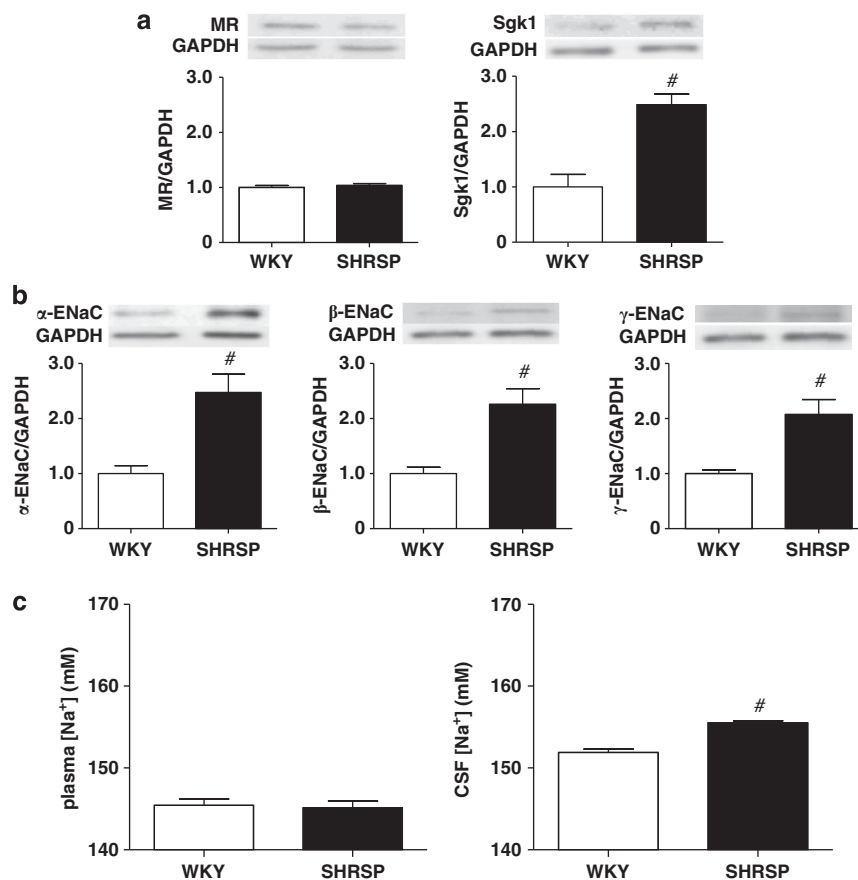 a
MR
GAPDH
MR/GAPDH
3.0
2.0
1.0
0
WKY SHRSP
Sgk1
GAPDH
Sgk1/GAPDH
3.0
2.0
1.0
0
#
WKY SHRSP
b
α-ENaC
GAPDH
α-ENaC/GAPDH
3.0
2.0
1.0
0
#
WKY SHRSP
β-ENaC
GAPDH
β-ENaC/GAPDH
3.0
2.0
1.0
0
#
WKY SHRSP
γ-ENaC
GAPDH
γ-ENaC/GAPDH
3.0
2.0
1.0
0
#
WKY SHRSP
c
plasma [Na⁺] (mM)
170
160
150
140
WKY SHRSP
CSF [Na⁺] (mM)
170
160
150
140
#
WKY SHRSP